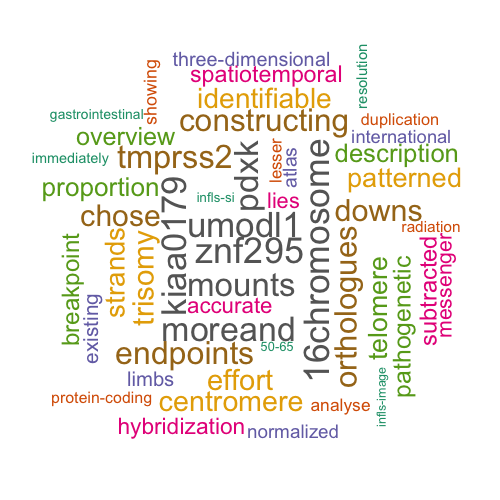 three-dimensional
spatiotemporal
resolution
showing
identifiable
gastrointestinal
constructing
duplication
overview
international
immediately
tmprss2
pdxk
lesser
atlas
description
proportion
kiaa0179
infls-si
lies
16chromosome
patterned
chose
umodl1
downs
znf295
radiation
breakpoint
strands
trisomy
mounts
orthologues
telomere
pathogenetic
subtracted
messenger
existing
accurate
moreand
endpoints
50-65
limbs
effort
infls-image
protein-coding
centromere
analyse
hybridization
normalized